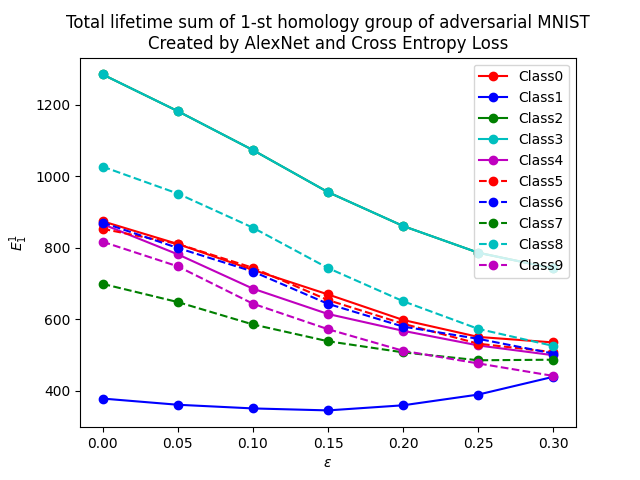 Total lifetime sum of 1-st homology group of adversarial MNIST
Created by AlexNet and Cross Entropy Loss
1200
1000
800
600
400
E₁¹
0.00 0.05 0.10 0.15 0.20 0.25 0.30
ε
Class0
Class1
Class2
Class3
Class4
Class5
Class6
Class7
Class8
Class9